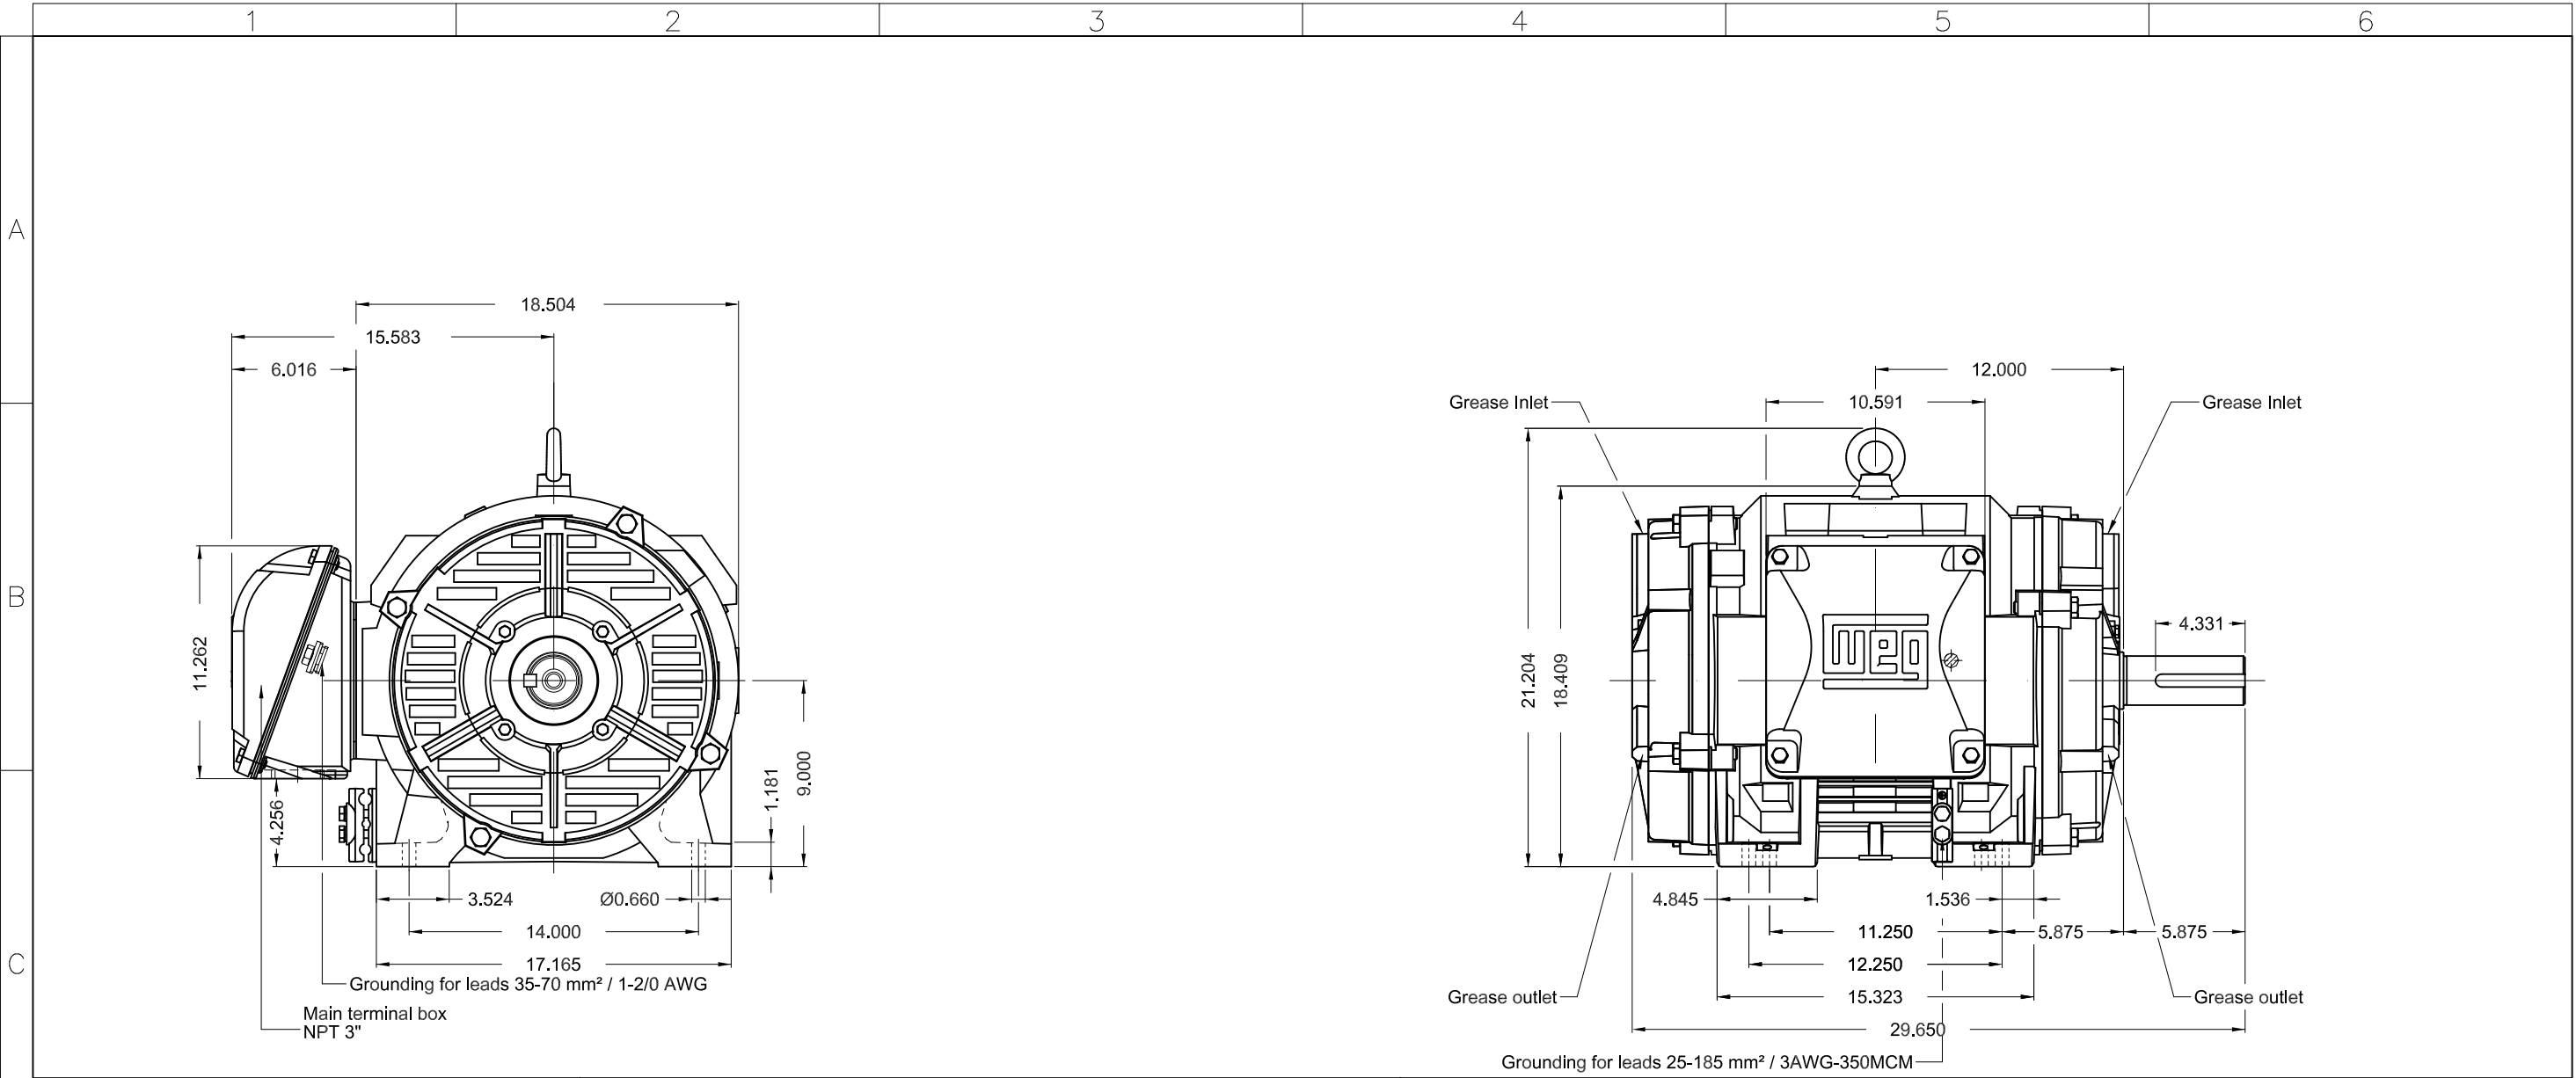 1 2 3 4 5 6
A
B
C
18.504
15.583
6.016
11.262
4.256
1.181
9.000
3.524
Ø0.660
14.000
17.165
Grounding for leads 35-70 mm² / 1-2/0 AWG
Main terminal box
NPT 3"
12.000
10.591
Grease Inlet
Grease Inlet
21.204
18.409
weg
4.331
4.845
1.536
11.250
5.875
5.875
12.250
15.323
Grease outlet
Grease outlet
29.650
Grounding for leads 25-185 mm² / 3AWG-350MCM